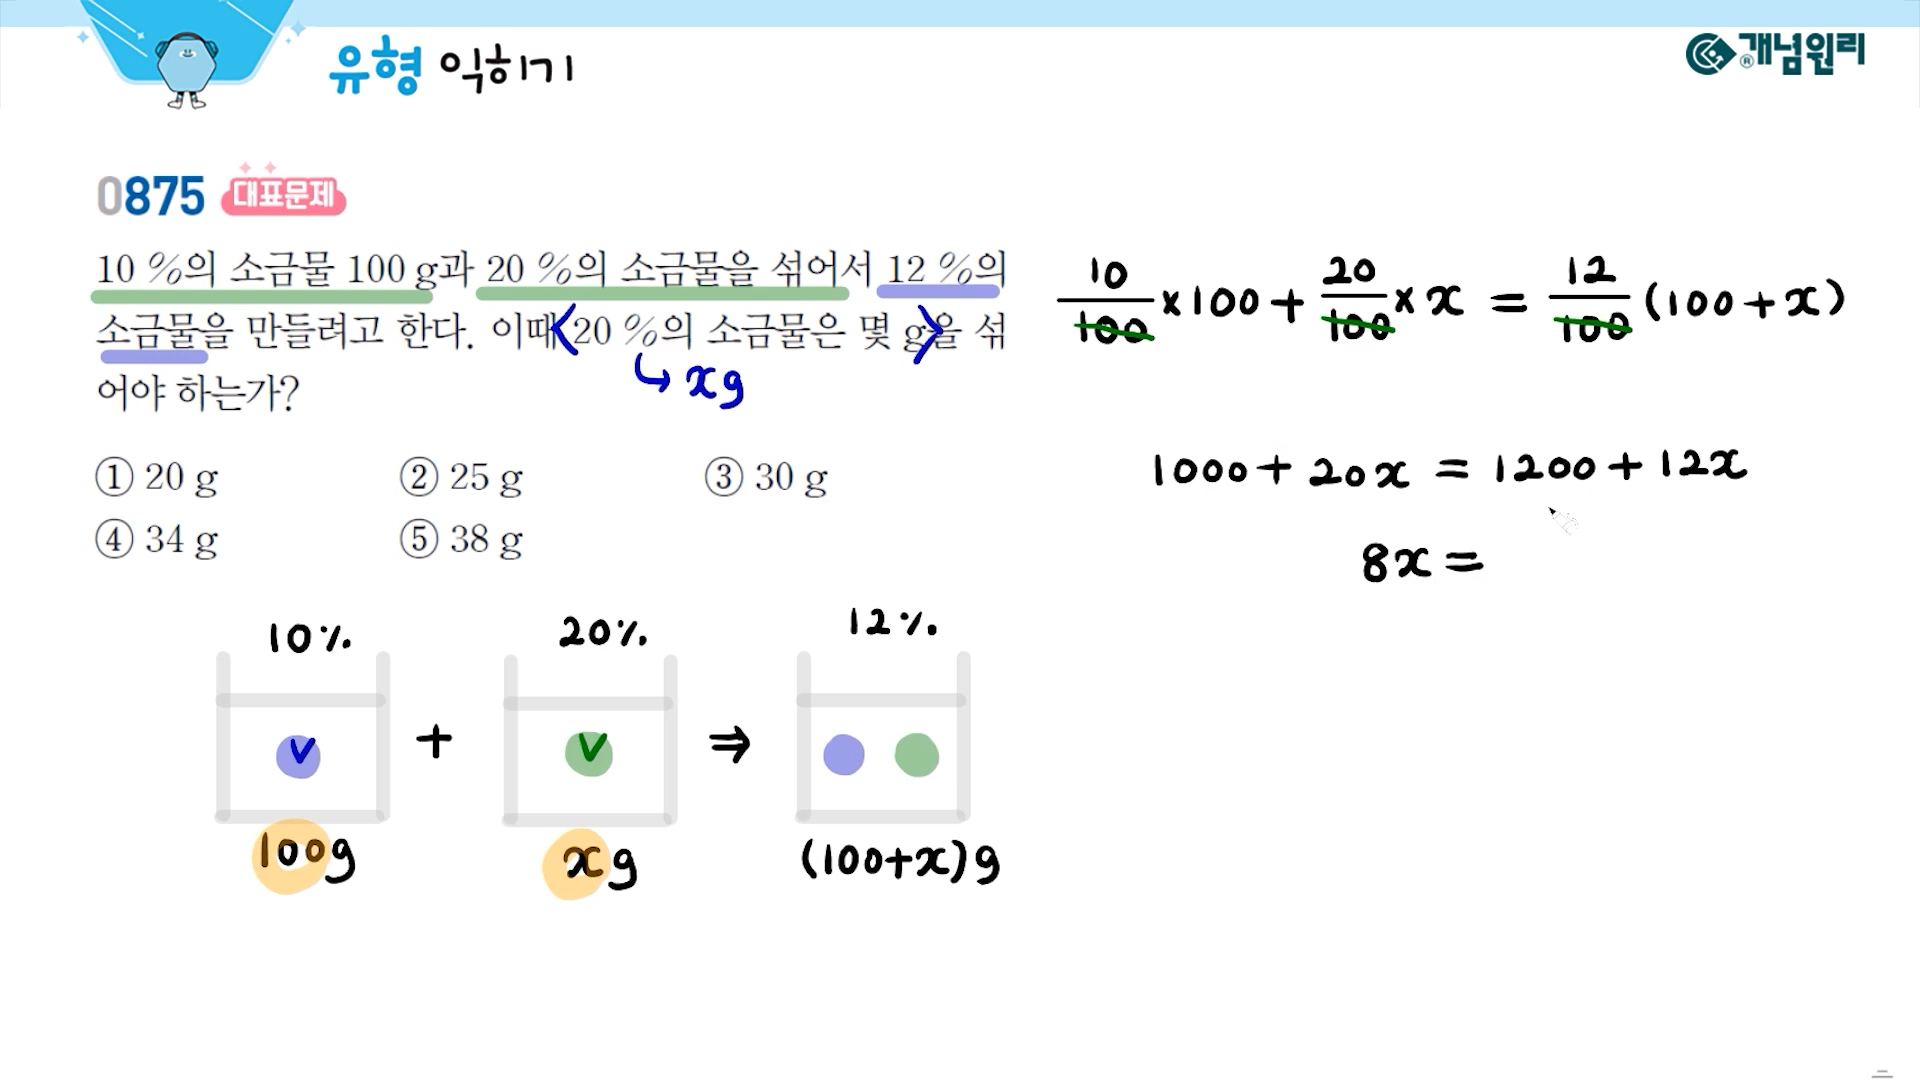 유형 익히기
개념원리®
0875 대표문제
10 %의 소금물 100 g과 20 %의 소금물을 섞어서 12 %의
소금물을 만들려고 한다. 이때 20 %의 소금물은 몇 g을 섞
어야 하는가?
xg
① 20 g ② 25 g ③ 30 g
④ 34 g ⑤ 38 g
10% 20% 12%
V + V ⇒
100g xg (100+x)g
10/100 × 100 + 20/100 × x = 12/100 (100 + x)
1000 + 20x = 1200 + 12x
8x =